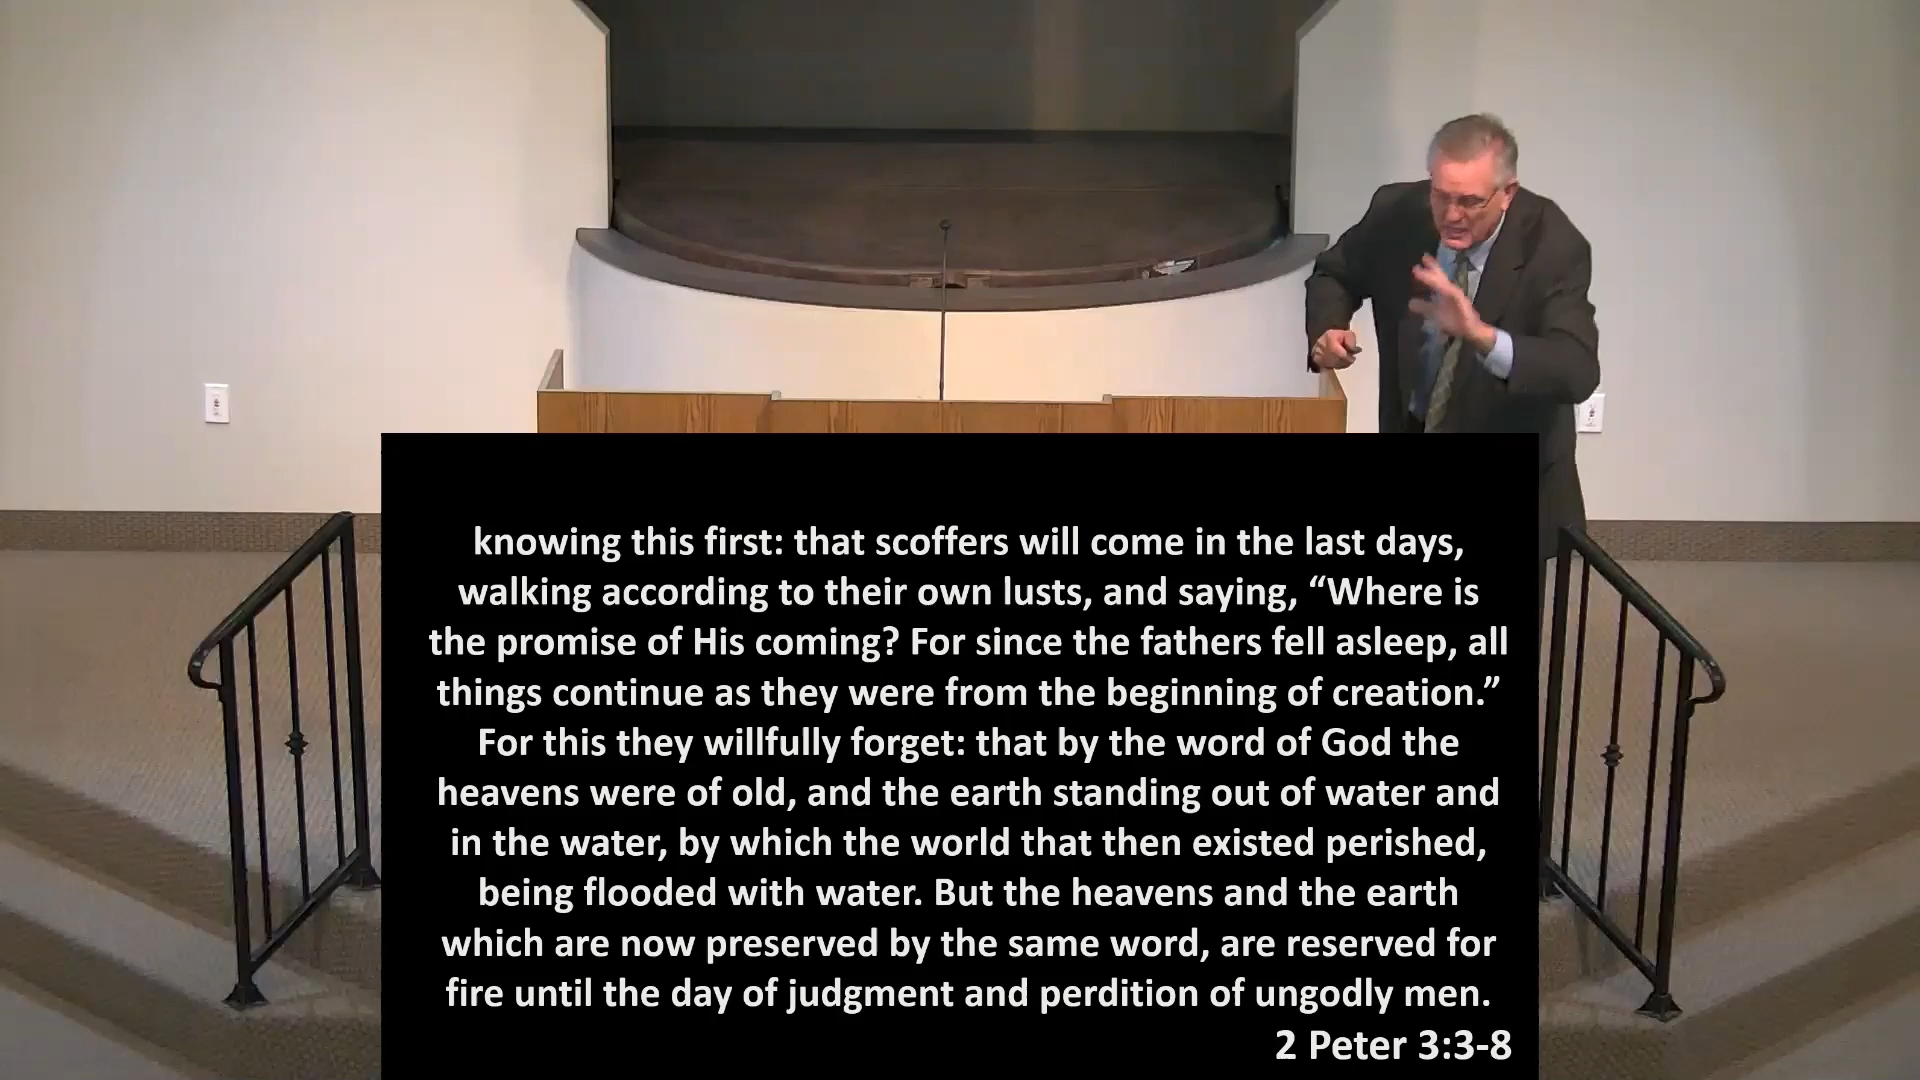 knowing this first: that scoffers will come in the last days,
walking according to their own lusts, and saying, “Where is
the promise of His coming? For since the fathers fell asleep, all
things continue as they were from the beginning of creation.”
For this they willfully forget: that by the word of God the
heavens were of old, and the earth standing out of water and
in the water, by which the world that then existed perished,
being flooded with water. But the heavens and the earth
which are now preserved by the same word, are reserved for
fire until the day of judgment and perdition of ungodly men.
2 Peter 3:3-8